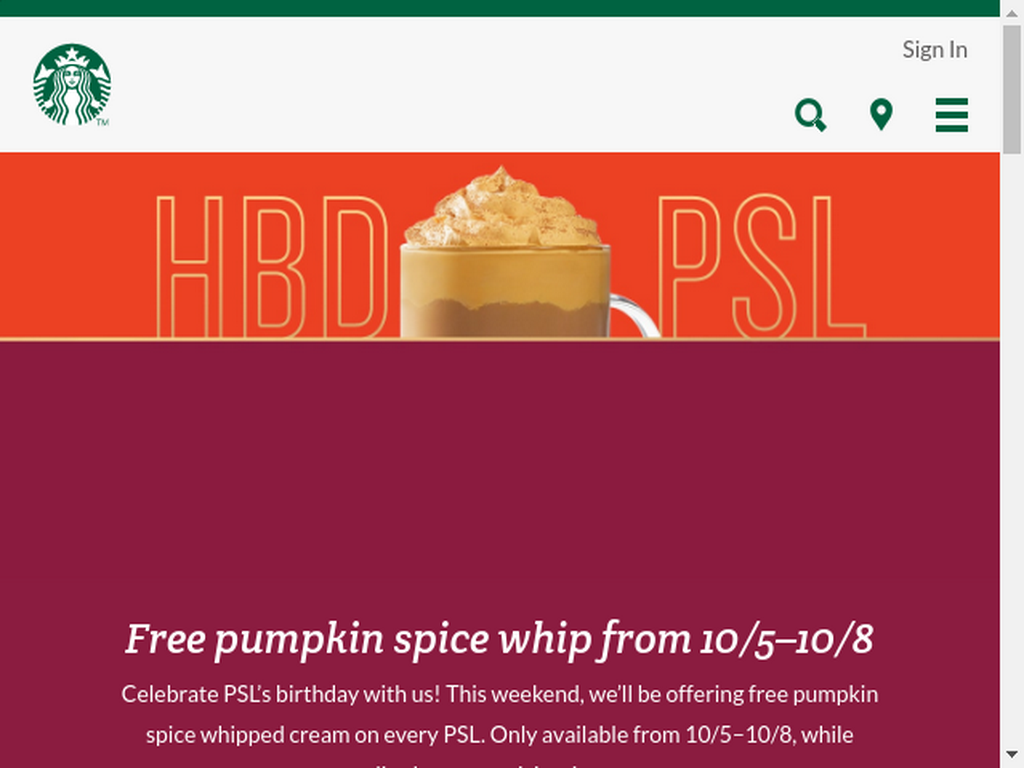 Sign In
TM
HBD PSL
Free pumpkin spice whip from 10/5–10/8
Celebrate PSL's birthday with us! This weekend, we'll be offering free pumpkin
spice whipped cream on every PSL. Only available from 10/5–10/8, while